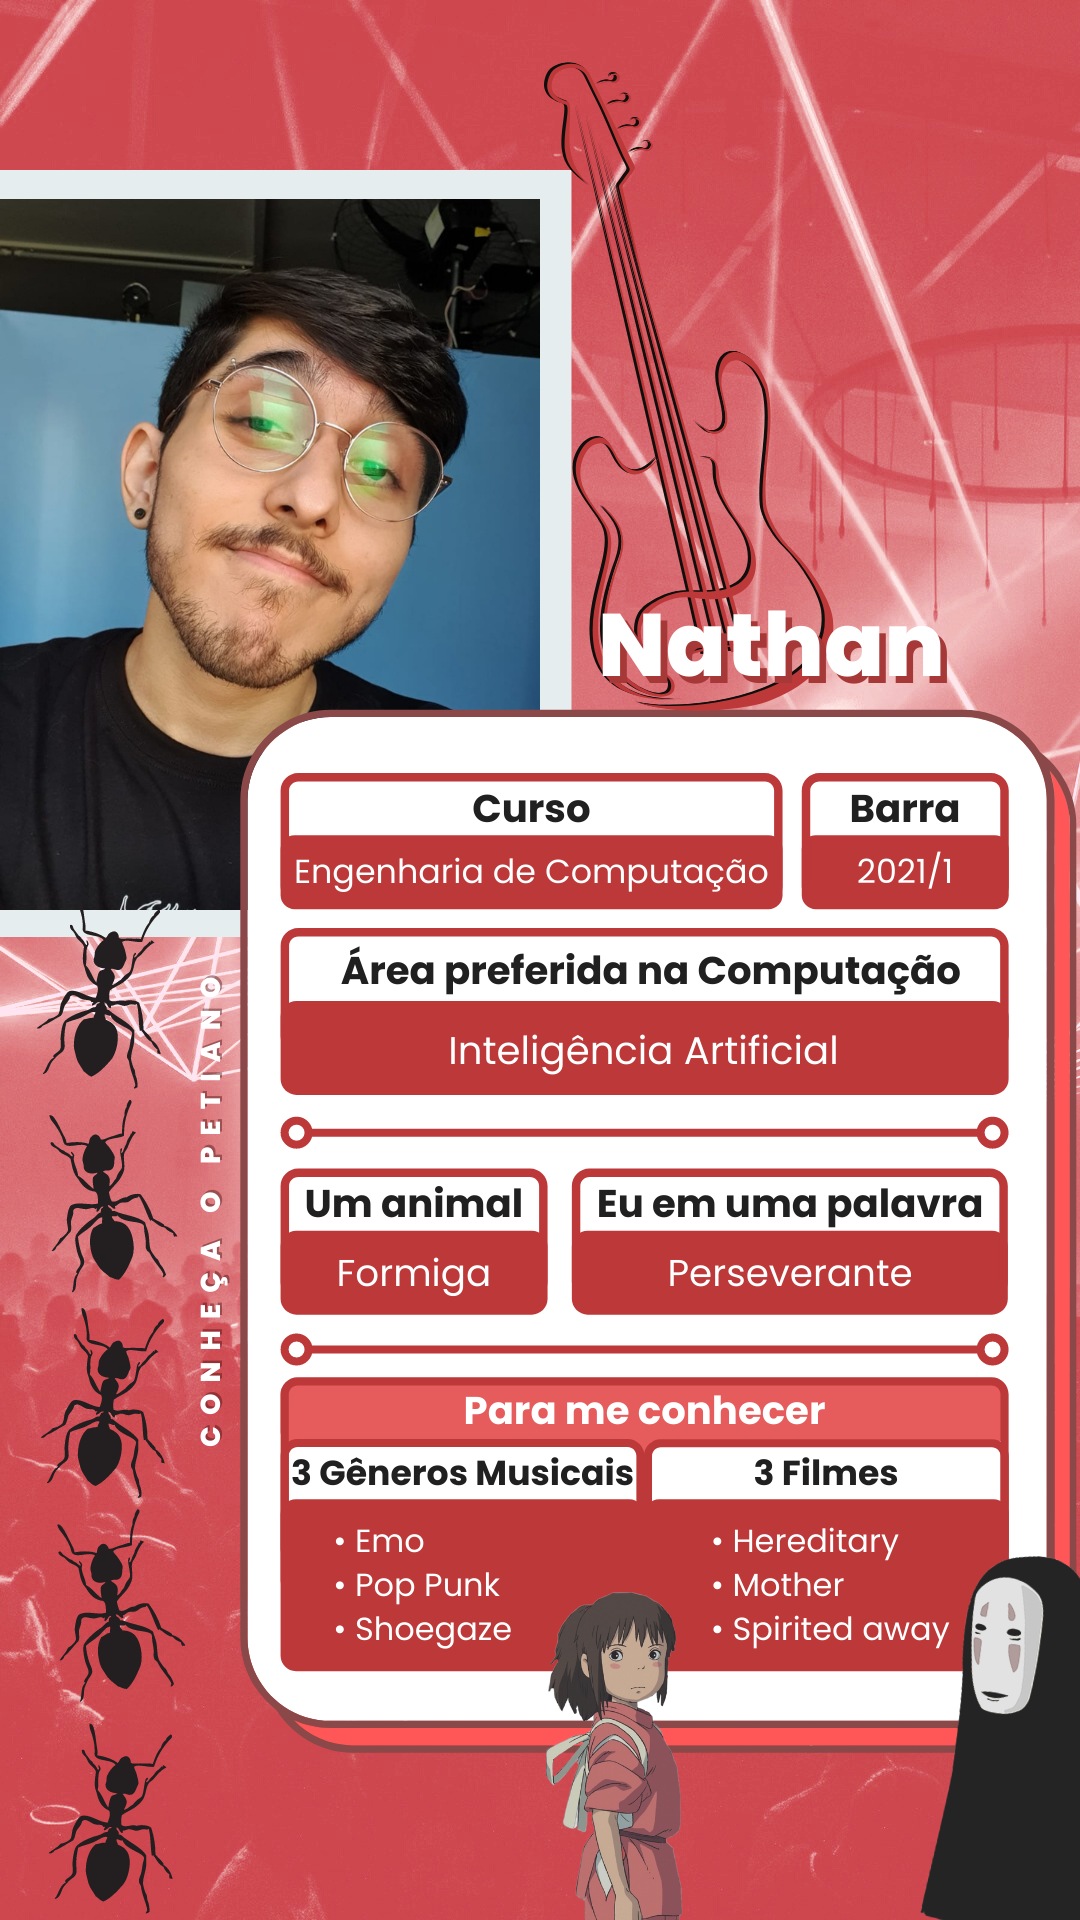 Nathan
CONHEÇA O PETIANO
Curso
Engenharia de Computação
Barra
2021/1
Área preferida na Computação
Inteligência Artificial
Um animal
Formiga
Eu em uma palavra
Perseverante
Para me conhecer
3 Gêneros Musicais
• Emo
• Pop Punk
• Shoegaze
3 Filmes
• Hereditary
• Mother
• Spirited away